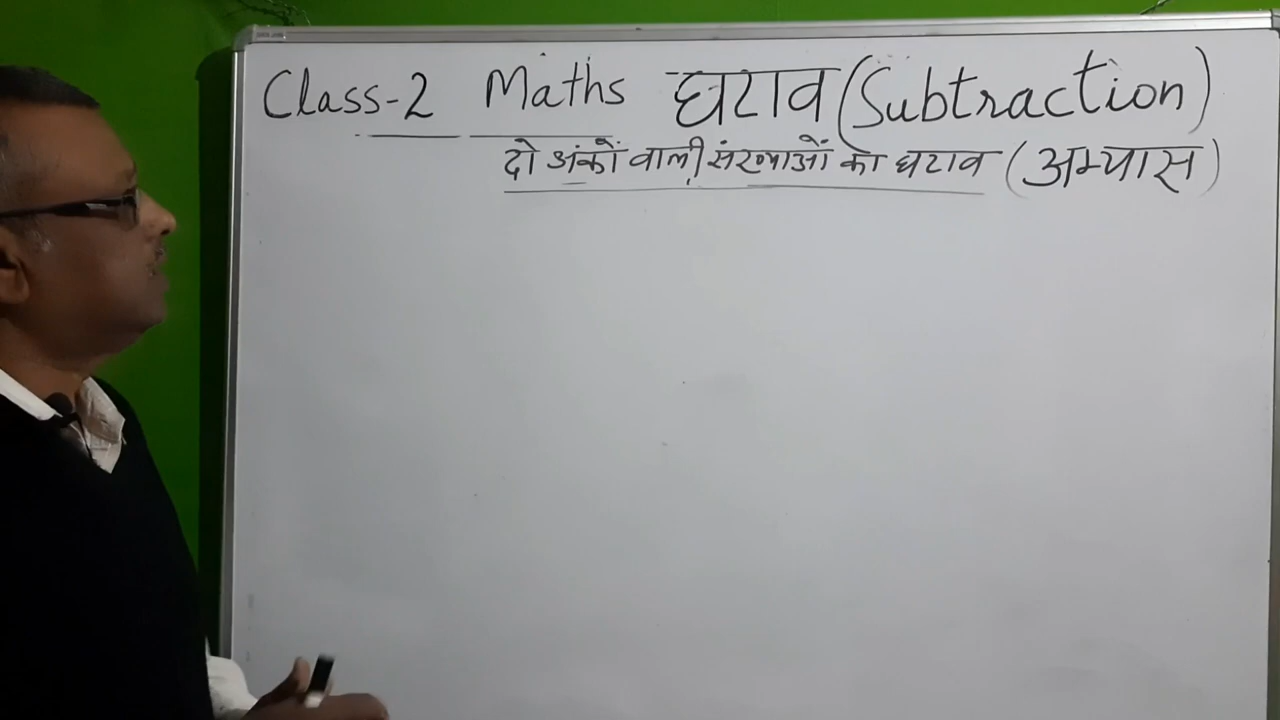 Class-2 Maths घटाव (Subtraction)
दो अंकों वाली संख्याओं का घटाव (अभ्यास)